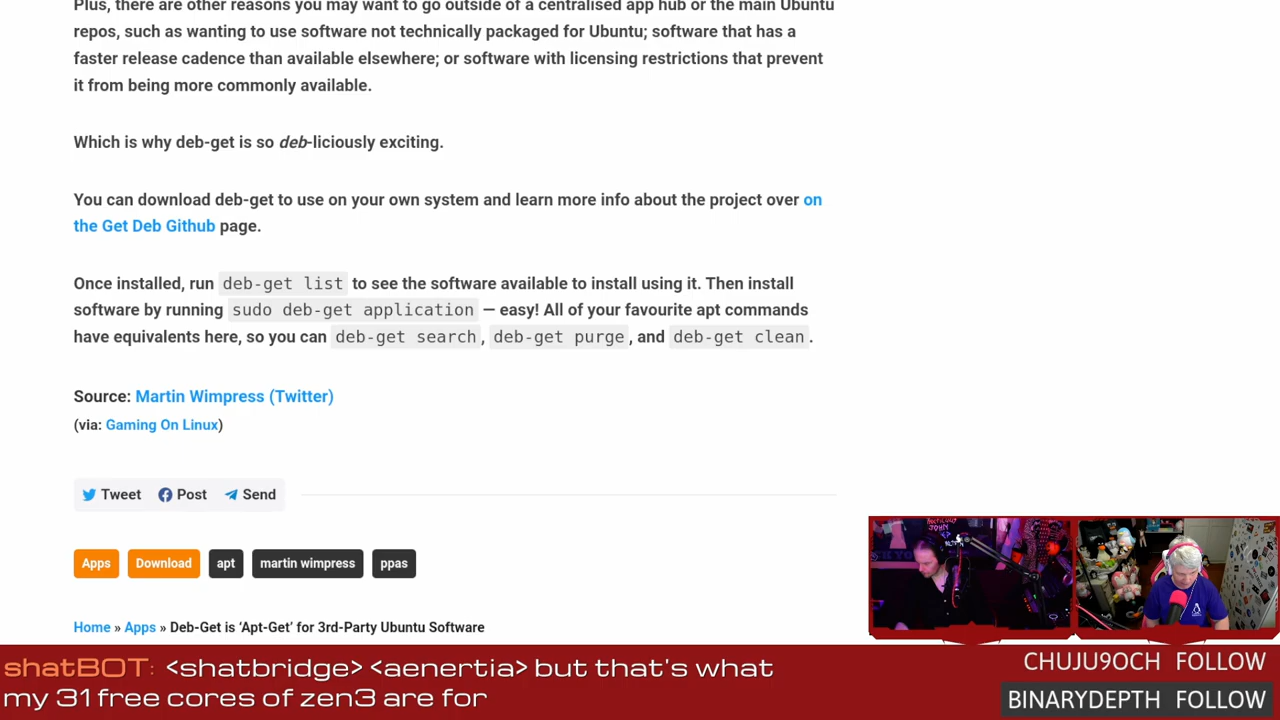 Plus, there are other reasons you may want to go outside of a centralised app hub or the main Ubuntu
repos, such as wanting to use software not technically packaged for Ubuntu; software that has a
faster release cadence than available elsewhere; or software with licensing restrictions that prevent
it from being more commonly available.
Which is why deb-get is so deb-liciously exciting.
You can download deb-get to use on your own system and learn more info about the project over on
the Get Deb Github page.
Once installed, run deb-get list to see the software available to install using it. Then install
software by running sudo deb-get application — easy! All of your favourite apt commands
have equivalents here, so you can deb-get search, deb-get purge, and deb-get clean.
Source: Martin Wimpress (Twitter)
(via: Gaming On Linux)
Tweet Post Send
Apps Download apt martin wimpress ppas
Home » Apps » Deb-Get is ‘Apt-Get’ for 3rd-Party Ubuntu Software
shatBOT: <shatbridge> <aenertia> but that's what
my 31 free cores of zen3 are for
CHUJU9OCH FOLLOW
BINARYDEPTH FOLLOW